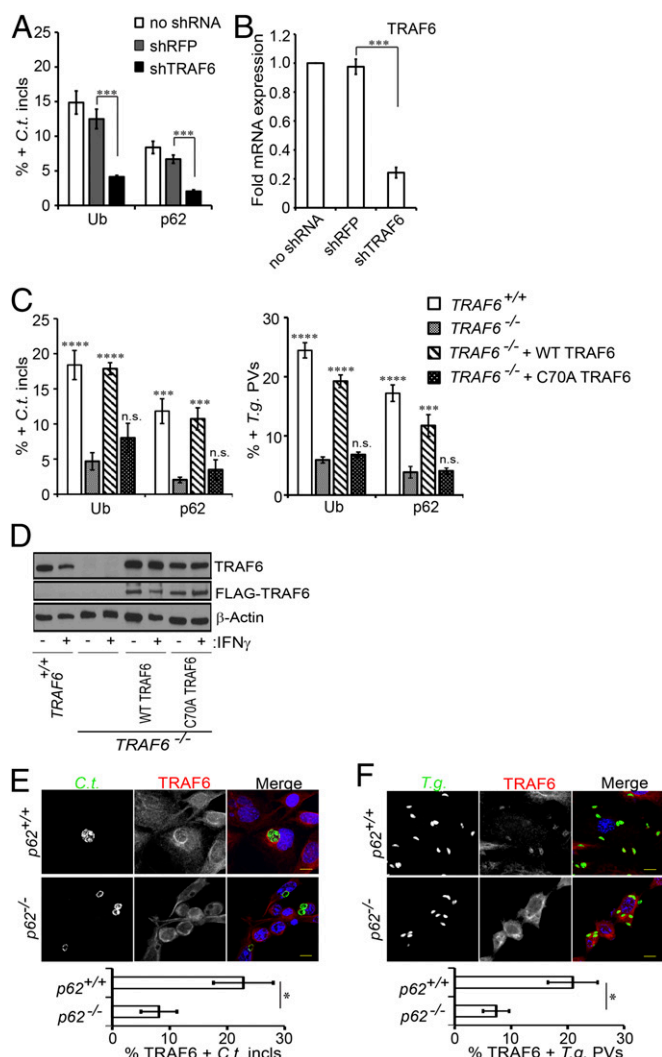 A
no shRNA
shRFP
shTRAF6
% + C.t. incls
25
20
15
10
5
0
***
***
Ub
p62
B
TRAF6
***
Fold mRNA expression
1.2
1.0
0.8
0.6
0.4
0.2
0
no shRNA
shRFP
shTRAF6
C
% + C.t. incls
25
20
15
10
5
0
****
****
n.s.
***
***
n.s.
Ub
p62
% + T.g. PVs
30
20
10
0
****
****
n.s.
****
***
n.s.
Ub
p62
TRAF6+/+
TRAF6-/-
TRAF6-/- + WT TRAF6
TRAF6-/- + C70A TRAF6
D
TRAF6
FLAG-TRAF6
β-Actin
- + - + - + - + :IFNγ
TRAF6+/+
WT TRAF6
C70A TRAF6
TRAF6-/-
E
C.t. TRAF6 Merge
p62+/+
p62-/-
p62+/+
p62-/-
*
0 10 20 30
% TRAF6 + C.t. incls
F
T.g. TRAF6 Merge
p62+/+
p62-/-
p62+/+
p62-/-
*
0 10 20 30
% TRAF6 + T.g. PVs